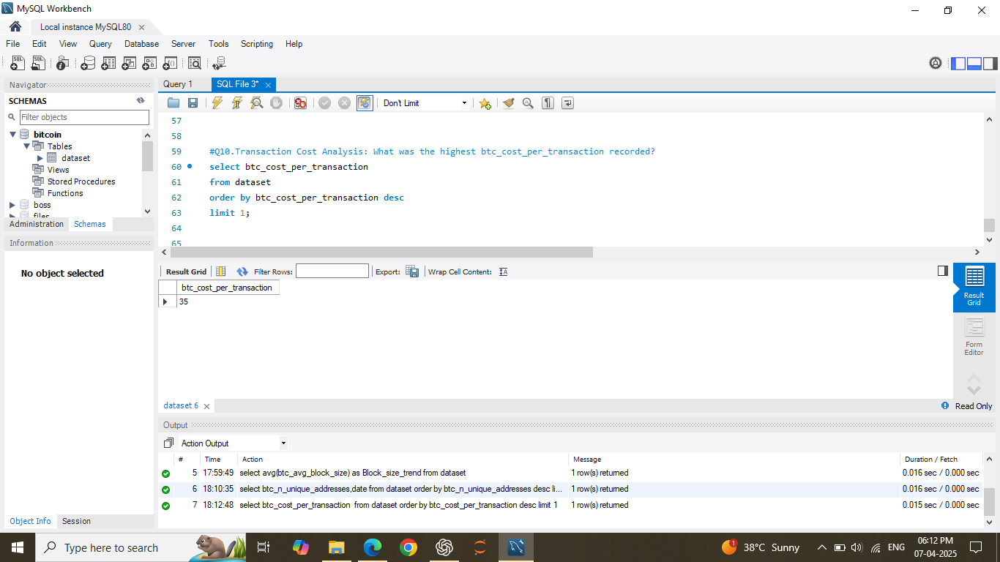 MySQL Workbench
Local instance MySQL80
File Edit View Query Database Server Tools Scripting Help
Navigator
SCHEMAS
Filter objects
bitcoin
Tables
dataset
Views
Stored Procedures
Functions
boss
files
Administration Schemas
Information
No object selected
Object Info Session
Query 1 SQL File 3*
Don't Limit
57
58
59 #Q10.Transaction Cost Analysis: What was the highest btc_cost_per_transaction recorded?
60 select btc_cost_per_transaction
61 from dataset
62 order by btc_cost_per_transaction desc
63 limit 1;
64
65
Result Grid Filter Rows: Export: Wrap Cell Content:
btc_cost_per_transaction
35
Result
Grid
Form
Editor
dataset 6
Read Only
Output
Action Output
# Time Action Message Duration / Fetch
5 17:59:49 select avg(btc_avg_block_size) as Block_size_trend from dataset 1 row(s) returned 0.016 sec / 0.000 sec
6 18:10:35 select btc_n_unique_addresses,date from dataset order by btc_n_unique_addresses desc li... 1 row(s) returned 0.016 sec / 0.000 sec
7 18:12:48 select btc_cost_per_transaction from dataset order by btc_cost_per_transaction desc limit 1 1 row(s) returned 0.015 sec / 0.000 sec
Type here to search
1
38°C Sunny
ENG
06:12 PM
07-04-2025